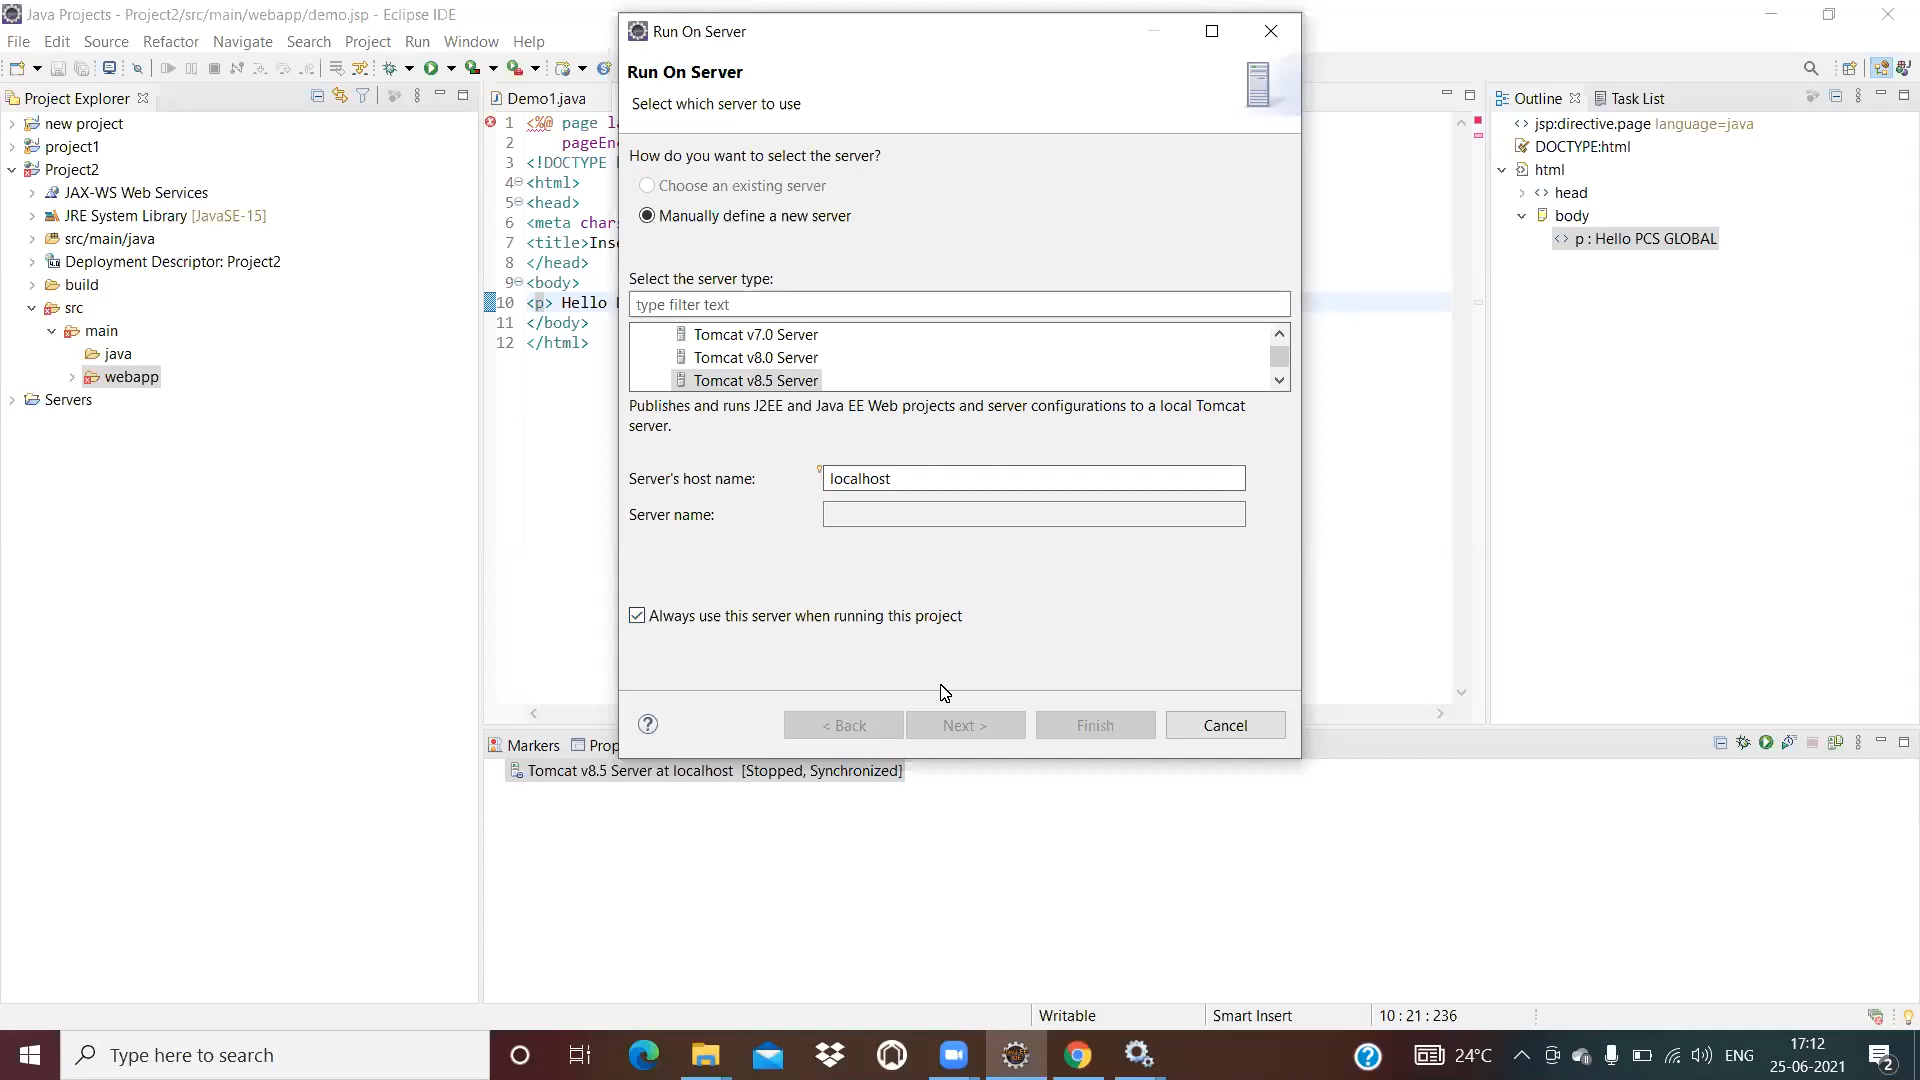 Java Projects - Project2/src/main/webapp/demo.jsp - Eclipse IDE
File Edit Source Refactor Navigate Search Project Run Window Help
Project Explorer
new project
project1
Project2
JAX-WS Web Services
JRE System Library [JavaSE-15]
src/main/java
Deployment Descriptor: Project2
build
src
main
java
webapp
Servers
Demo1.java
1 <%@ page
2 pageEn
3 <!DOCTYPE
4 <html>
5 <head>
6 <meta char
7 <title>Inse
8 </head>
9 <body>
10 <p> Hello
11 </body>
12 </html>
Run On Server
Run On Server
Select which server to use
How do you want to select the server?
Choose an existing server
Manually define a new server
Select the server type:
type filter text
Tomcat v7.0 Server
Tomcat v8.0 Server
Tomcat v8.5 Server
Publishes and runs J2EE and Java EE Web projects and server configurations to a local Tomcat
server.
Server's host name: localhost
Server name:
Always use this server when running this project
< Back Next > Finish Cancel
Outline Task List
jsp:directive.page language=java
DOCTYPE:html
html
head
body
p : Hello PCS GLOBAL
Markers Prop
Tomcat v8.5 Server at localhost [Stopped, Synchronized]
Writable Smart Insert 10 : 21 : 236
Type here to search
24°C ENG 17:12
25-06-2021
2